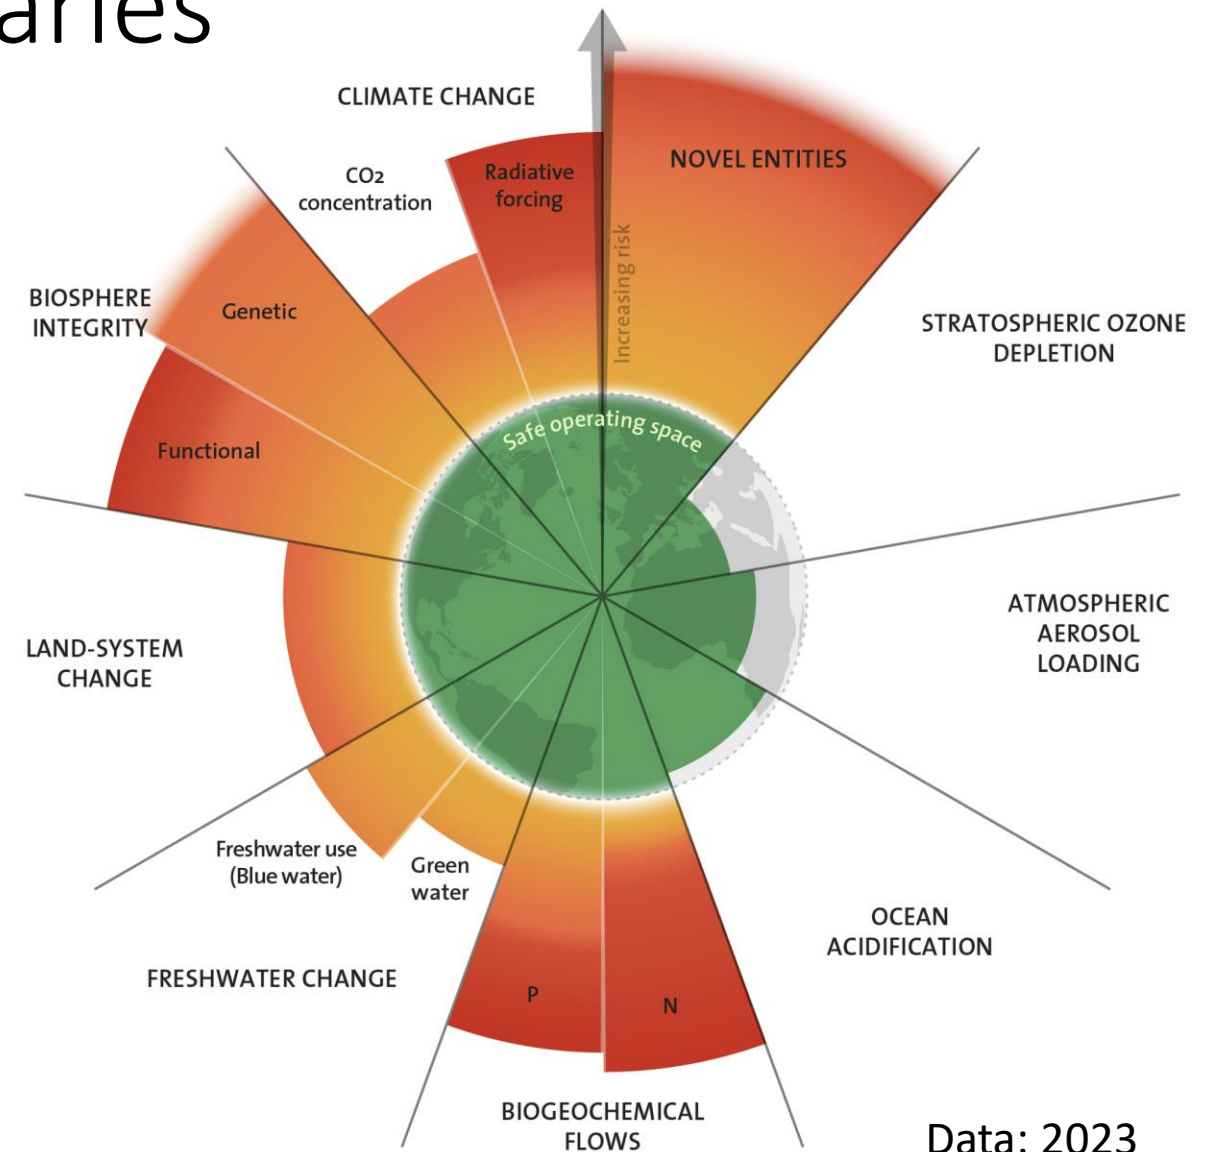 aries
CLIMATE CHANGE
CO2
concentration
Radiative
forcing
NOVEL ENTITIES
Increasing risk
BIOSPHERE
INTEGRITY
Genetic
Functional
STRATOSPHERIC OZONE
DEPLETION
Safe operating space
ATMOSPHERIC
AEROSOL
LOADING
LAND-SYSTEM
CHANGE
Freshwater use
(Blue water)
Green
water
FRESHWATER CHANGE
OCEAN
ACIDIFICATION
P
N
BIOGEOCHEMICAL
FLOWS
Data: 2023